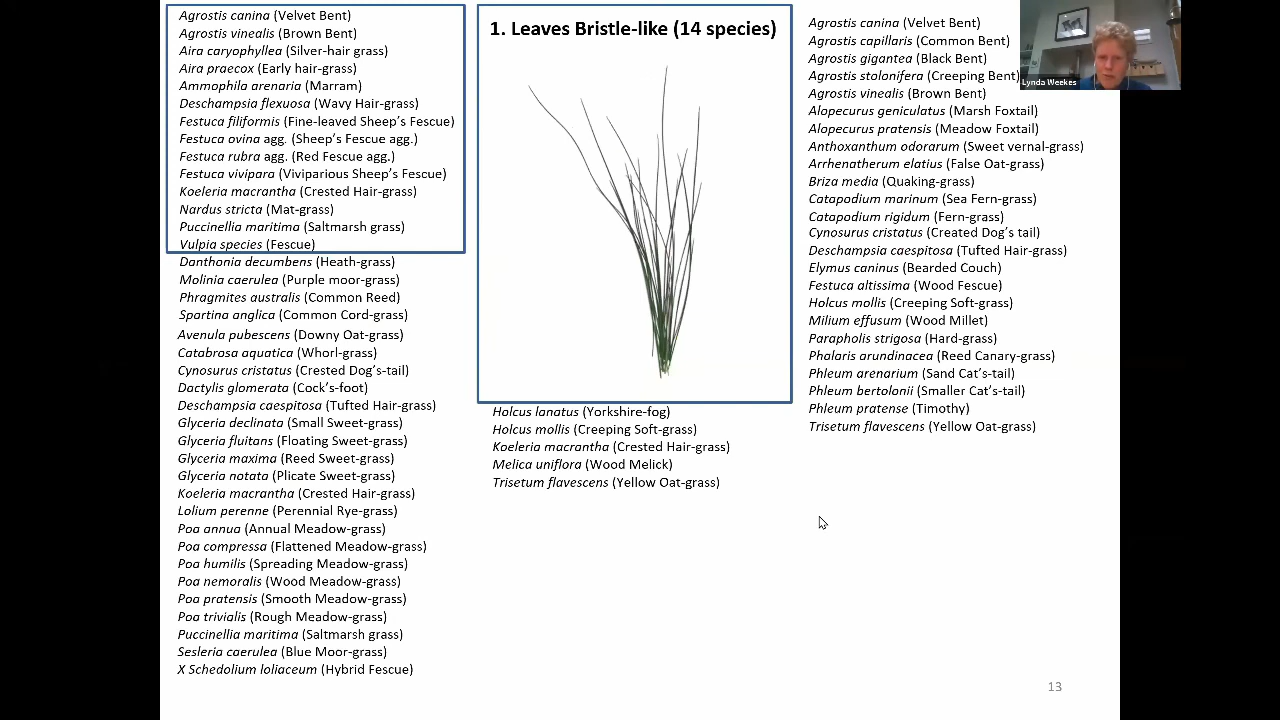 Agrostis canina (Velvet Bent)
Agrostis vinealis (Brown Bent)
Aira caryophyllea (Silver-hair grass)
Aira praecox (Early hair-grass)
Ammophila arenaria (Marram)
Deschampsia flexuosa (Wavy Hair-grass)
Festuca filiformis (Fine-leaved Sheep's Fescue)
Festuca ovina agg. (Sheep's Fescue agg.)
Festuca rubra agg. (Red Fescue agg.)
Festuca vivipara (Viviparious Sheep's Fescue)
Koeleria macrantha (Crested Hair-grass)
Nardus stricta (Mat-grass)
Puccinellia maritima (Saltmarsh grass)
Vulpia species (Fescue)
Danthonia decumbens (Heath-grass)
Molinia caerulea (Purple moor-grass)
Phragmites australis (Common Reed)
Spartina anglica (Common Cord-grass)
Avenula pubescens (Downy Oat-grass)
Catabrosa aquatica (Whorl-grass)
Cynosurus cristatus (Crested Dog's-tail)
Dactylis glomerata (Cock's-foot)
Deschampsia caespitosa (Tufted Hair-grass)
Glyceria declinata (Small Sweet-grass)
Glyceria fluitans (Floating Sweet-grass)
Glyceria maxima (Reed Sweet-grass)
Glyceria notata (Plicate Sweet-grass)
Koeleria macrantha (Crested Hair-grass)
Lolium perenne (Perennial Rye-grass)
Poa annua (Annual Meadow-grass)
Poa compressa (Flattened Meadow-grass)
Poa humilis (Spreading Meadow-grass)
Poa nemoralis (Wood Meadow-grass)
Poa pratensis (Smooth Meadow-grass)
Poa trivialis (Rough Meadow-grass)
Puccinellia maritima (Saltmarsh grass)
Sesleria caerulea (Blue Moor-grass)
X Schedolium loliaceum (Hybrid Fescue)
1. Leaves Bristle-like (14 species)
Holcus lanatus (Yorkshire-fog)
Holcus mollis (Creeping Soft-grass)
Koeleria macrantha (Crested Hair-grass)
Melica uniflora (Wood Melick)
Trisetum flavescens (Yellow Oat-grass)
Agrostis canina (Velvet Bent)
Agrostis capillaris (Common Bent)
Agrostis gigantea (Black Bent)
Agrostis stolonifera (Creeping Bent)
Agrostis vinealis (Brown Bent)
Alopecurus geniculatus (Marsh Foxtail)
Alopecurus pratensis (Meadow Foxtail)
Anthoxanthum odorarum (Sweet vernal-grass)
Arrhenatherum elatius (False Oat-grass)
Briza media (Quaking-grass)
Catapodium marinum (Sea Fern-grass)
Catapodium rigidum (Fern-grass)
Cynosurus cristatus (Created Dog's tail)
Deschampsia caespitosa (Tufted Hair-grass)
Elymus caninus (Bearded Couch)
Festuca altissima (Wood Fescue)
Holcus mollis (Creeping Soft-grass)
Milium effusum (Wood Millet)
Parapholis strigosa (Hard-grass)
Phalaris arundinacea (Reed Canary-grass)
Phleum arenarium (Sand Cat's-tail)
Phleum bertolonii (Smaller Cat's-tail)
Phleum pratense (Timothy)
Trisetum flavescens (Yellow Oat-grass)
Lynda Weekes
13